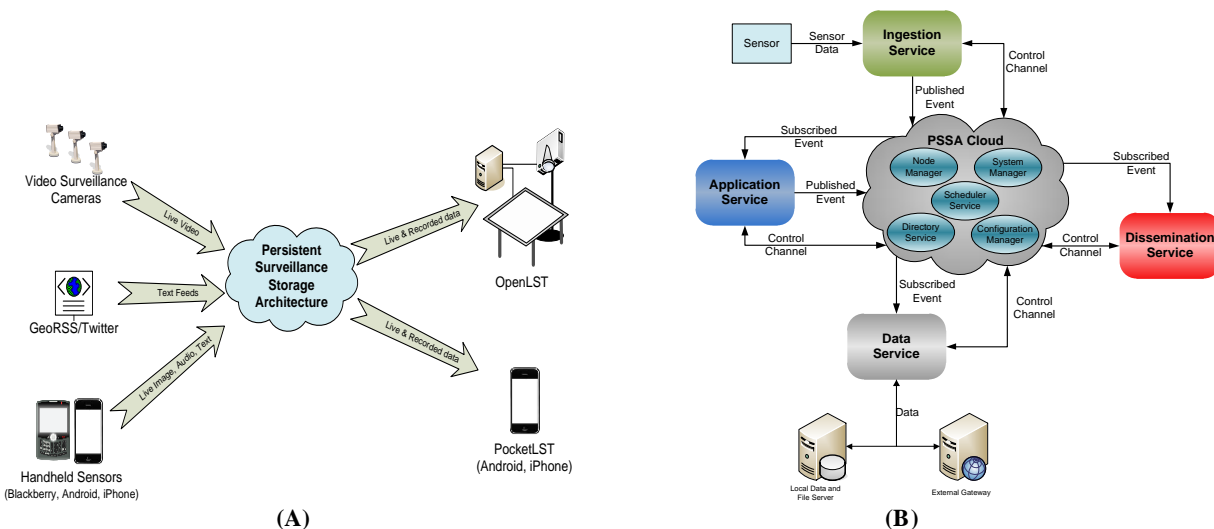 Video Surveillance
Cameras
Live Video
GeoRSS/Twitter
Text Feeds
Handheld Sensors
(Blackberry, Android, iPhone)
Live Image, Audio, Text
Persistent
Surveillance
Storage
Architecture
Live & Recorded data
OpenLST
Live & Recorded data
PocketLST
(Android, iPhone)
(A)
Sensor
Sensor
Data
Ingestion
Service
Control
Channel
Published
Event
Subscribed
Event
PSSA Cloud
Node
Manager
System
Manager
Scheduler
Service
Directory
Service
Configuration
Manager
Application
Service
Published
Event
Control
Channel
Subscribed
Event
Control
Channel
Dissemination
Service
Subscribed
Event
Control
Channel
Data
Service
Data
Local Data and
File Server
External Gateway
(B)